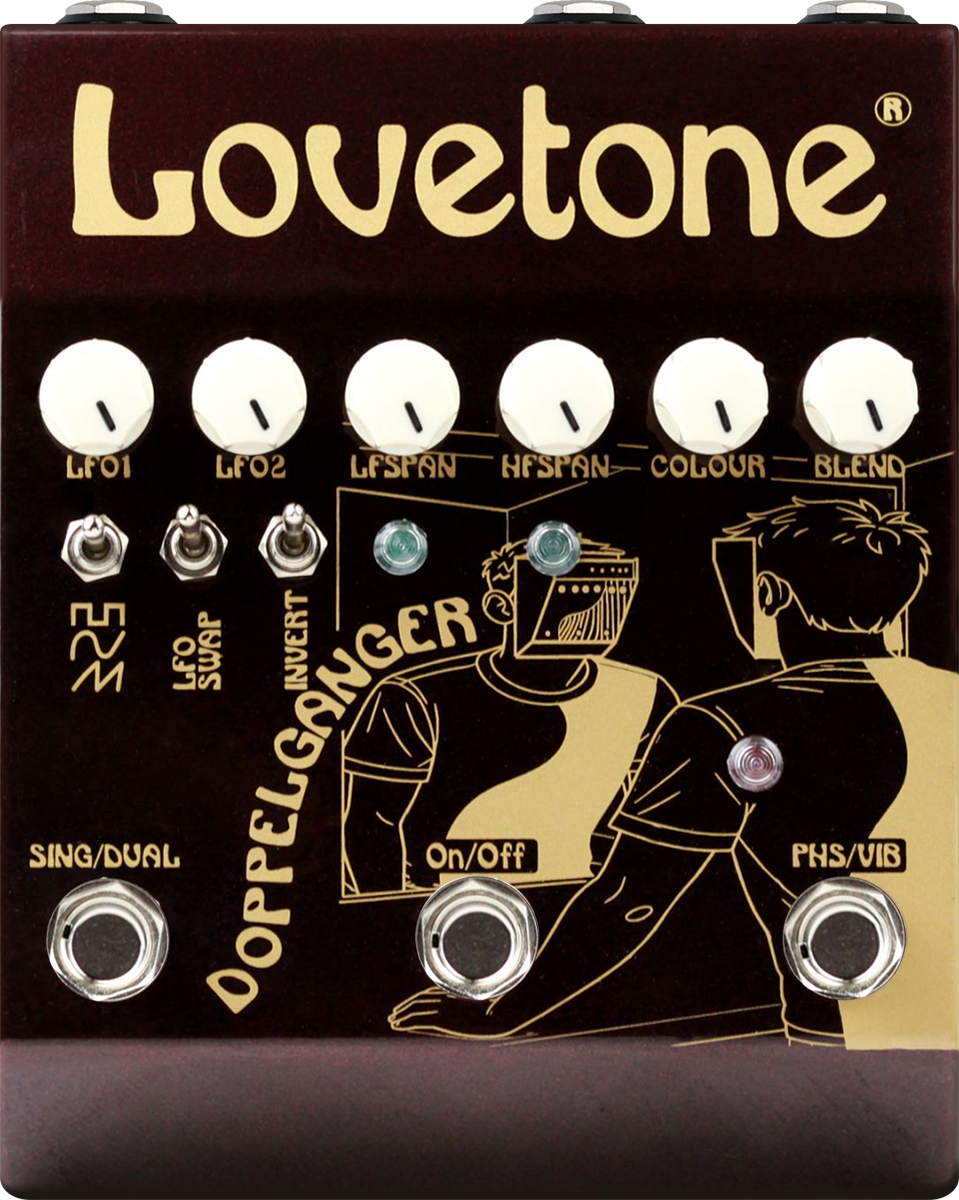 Lovetone®
LFO1 LFO2 LFSPAN HFSPAN COLOUR BLEND
LFO
SWAP
INVERT
DOPPELGANGER
SING/DUAL On/Off PHS/VIB